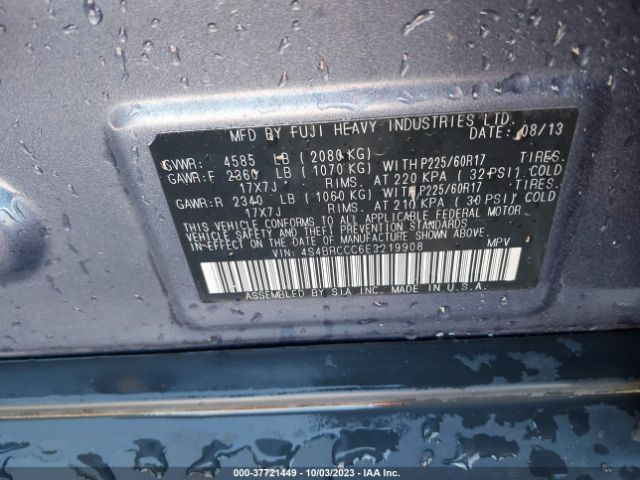 MFD BY FUJI HEAVY INDUSTRIES LTD.
DATE: 08/13
GVWR: 4585 LB (2080 KG)
GAWR:F 2360 LB (1070 KG) WITH P225/60R17 TIRES.
17X7J RIMS. AT 220 KPA (32 PSI) COLD
GAWR:R 2340 LB (1060 KG) WITH P225/60R17 TIRES.
17X7J RIMS. AT 210 KPA (30 PSI) COLD
THIS VEHICLE CONFORMS TO ALL APPLICABLE FEDERAL MOTOR
VEHICLE SAFETY AND THEFT PREVENTION STANDARDS
IN EFFECT ON THE DATE OF MANUFACTURE SHOWN ABOVE.
VIN: 4S4BRCCC6E3219908 MPV
ASSEMBLED BY SIA INC. MADE IN U.S.A.
000-37721449 - 10/03/2023 - IAA Inc.